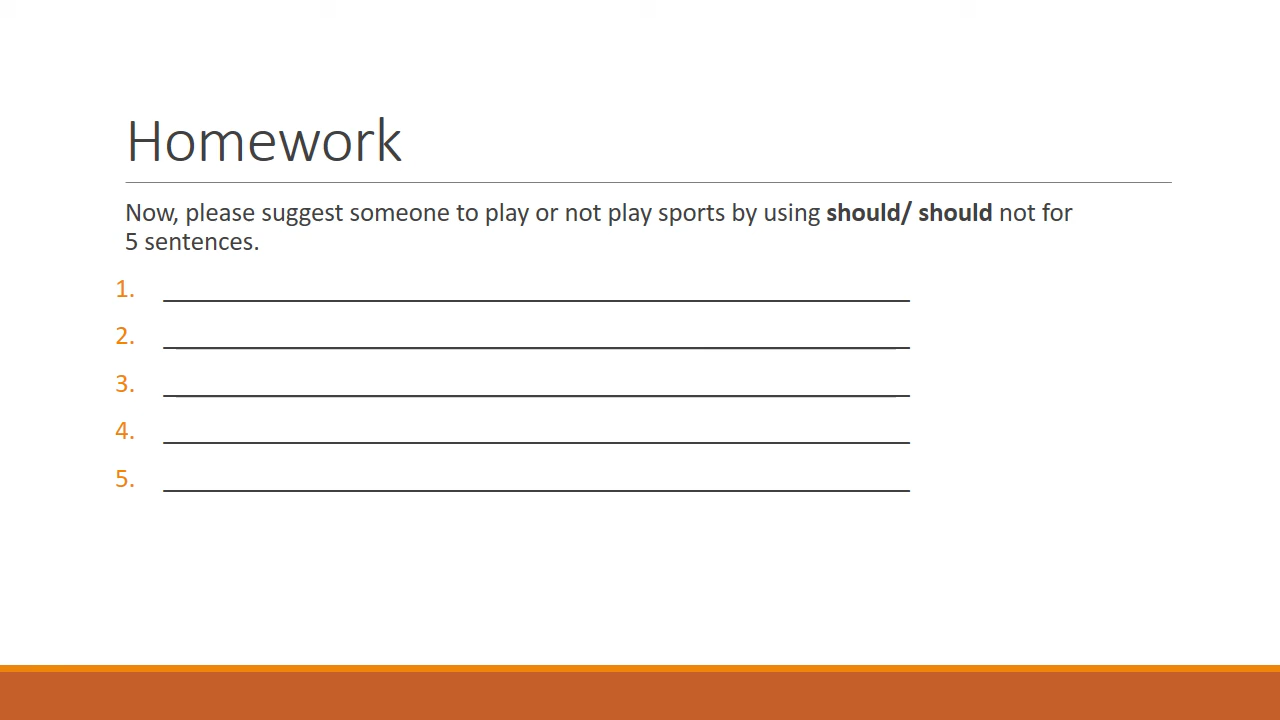 Homework
Now, please suggest someone to play or not play sports by using should/ should not for
5 sentences.
1.
2.
3.
4.
5.